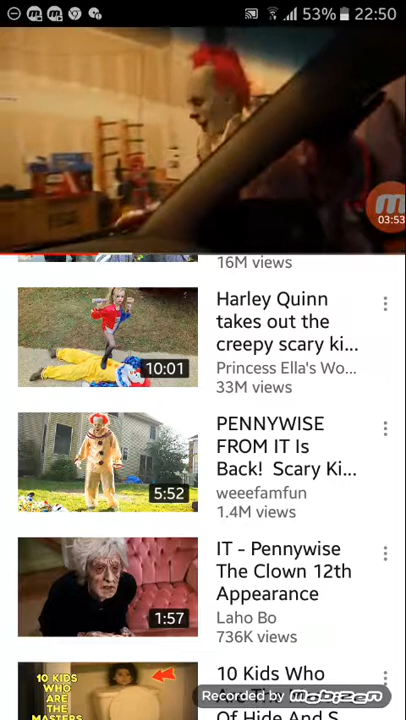 53% 22:50
03:53
16M views
Harley Quinn
takes out the
creepy scary ki...
Princess Ella's Wo...
33M views
10:01
PENNYWISE
FROM IT Is
Back! Scary Ki...
weeefamfun
1.4M views
5:52
IT - Pennywise
The Clown 12th
Appearance
Laho Bo
736K views
1:57
10 Kids Who
Are The
Of Hide And S
10 KIDS
WHO
ARE THE
MASTERS
Recorded by mobizen